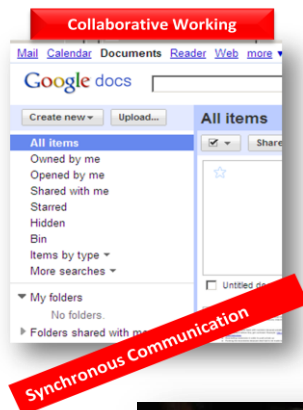 Collaborative Working
Mail Calendar Documents Reader Web more ▾
Google docs
Create new ▾ Upload...
All items
All items
Share
Owned by me
Opened by me
Shared with me
Starred
Hidden
Bin
Items by type ▾
More searches ▾
▾ My folders
No folders.
Untitled
▶ Folders shared with
Synchronous Communication